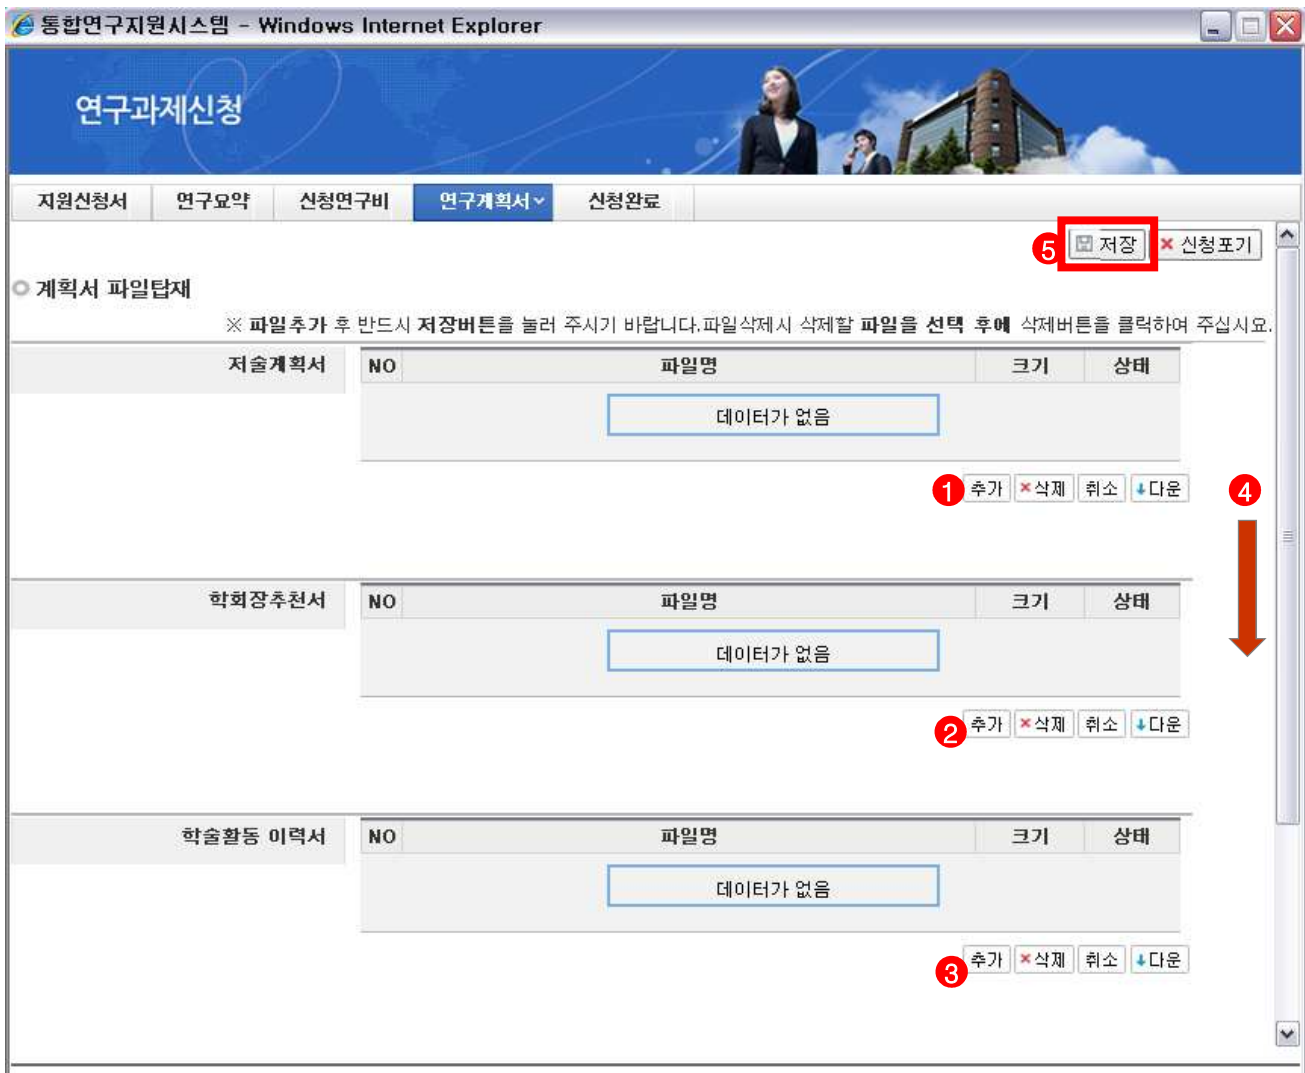 통합연구지원시스템 - Windows Internet Explorer
연구과제신청
지원신청서 연구요약 신청연구비 연구계획서 신청완료
5 저장 신청포기
계획서 파일탑재
※ 파일추가 후 반드시 저장버튼을 눌러 주시기 바랍니다.파일삭제시 삭제할 파일을 선택 후에 삭제버튼을 클릭하여 주십시요.
저술계획서 NO 파일명 크기 상태
데이터가 없음
1 추가 삭제 취소 다운 4
학회장추천서 NO 파일명 크기 상태
데이터가 없음
2 추가 삭제 취소 다운
학술활동 이력서 NO 파일명 크기 상태
데이터가 없음
3 추가 삭제 취소 다운